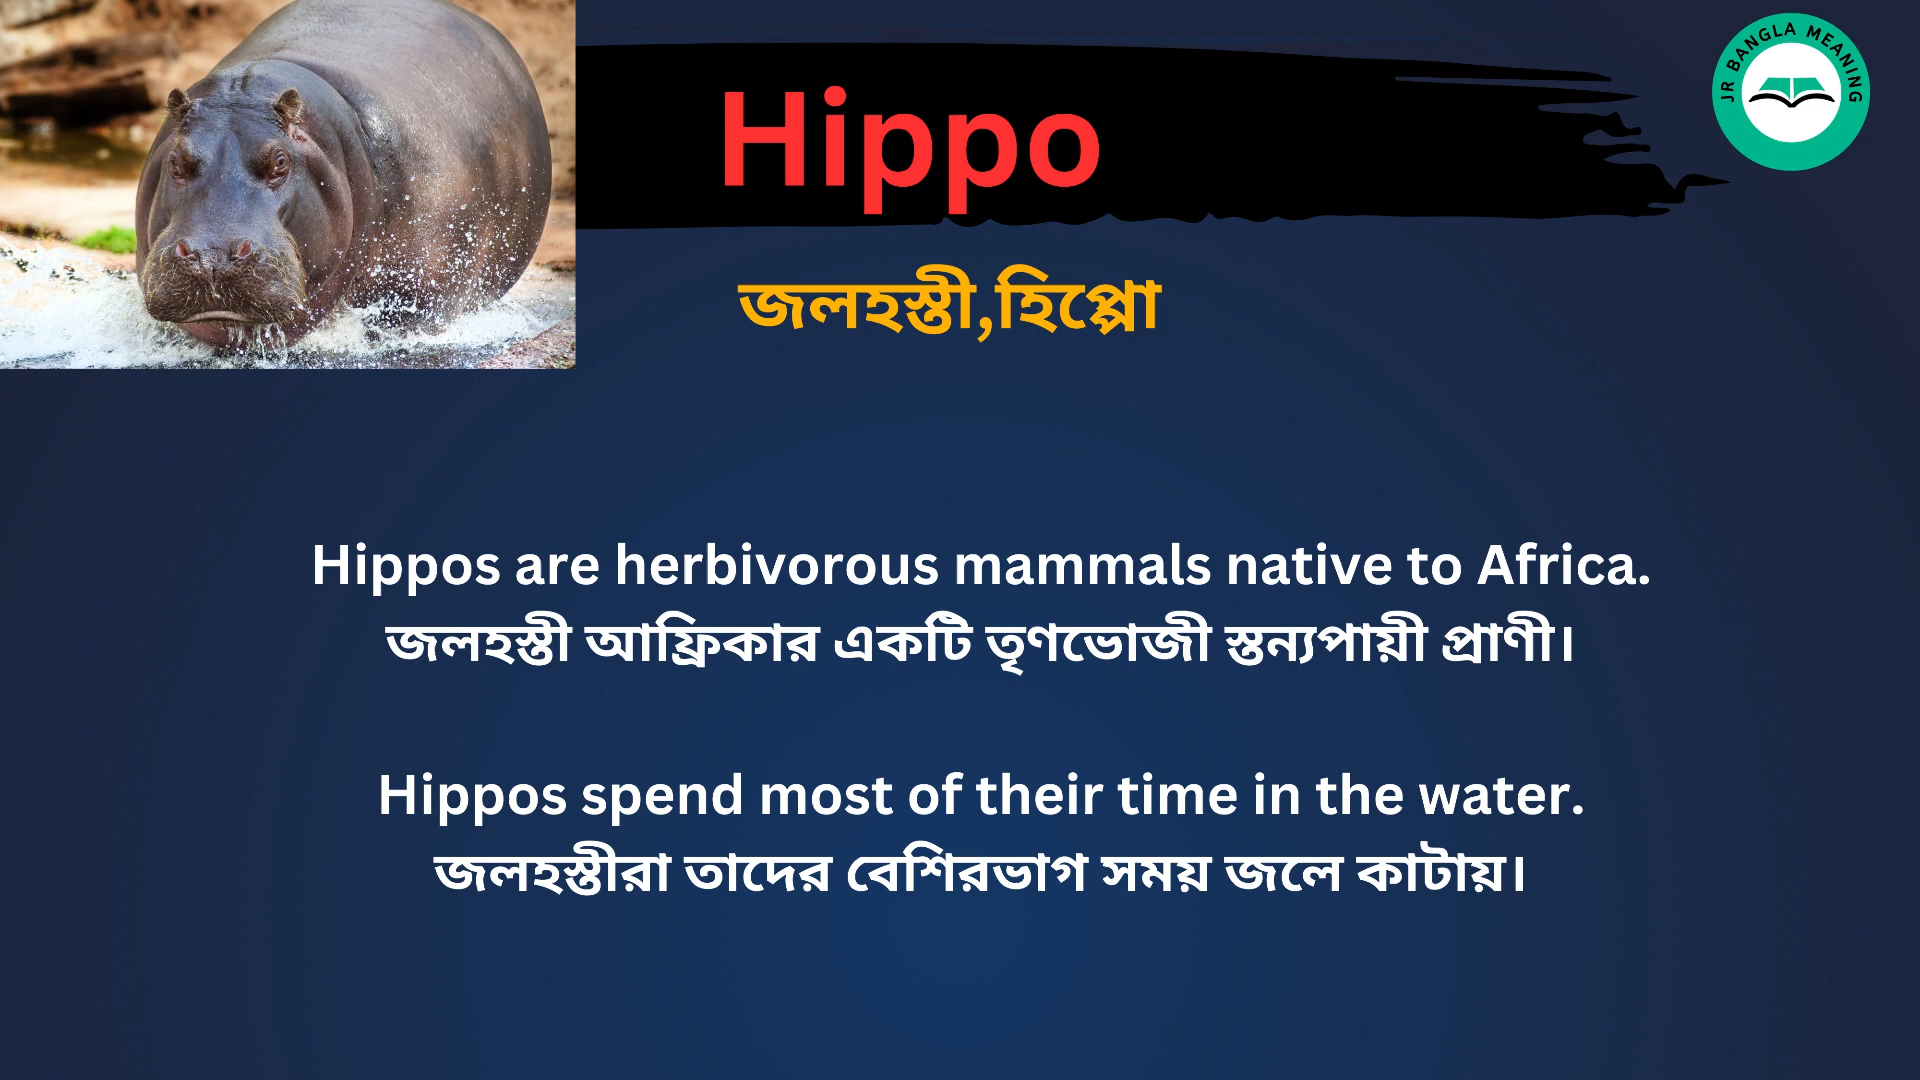 Hippo
JR BANGLA MEANING
জলহস্তী,হিপ্পো
Hippos are herbivorous mammals native to Africa.
জলহস্তী আফ্রিকার একটি তৃণভোজী স্তন্যপায়ী প্রাণী।
Hippos spend most of their time in the water.
জলহস্তীরা তাদের বেশিরভাগ সময় জলে কাটায়।